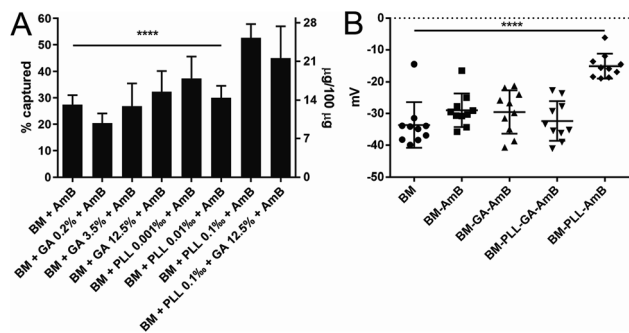 A
B
% captured
60
50
40
30
20
10
0
****
28
21
14
7
0
µg/100 µg
BM + AmB
BM + GA 0.2% + AmB
BM + GA 3.5% + AmB
BM + GA 12.5% + AmB
BM + PLL 0.001‰ + AmB
BM + PLL 0.01‰ + AmB
BM + PLL 0.1‰ + AmB
BM + PLL 0.1‰ + GA 12.5% + AmB
mV
0
-10
-20
-30
-40
-50
****
BM
BM-AmB
BM-GA-AmB
BM-PLL-GA-AmB
BM-PLL-AmB